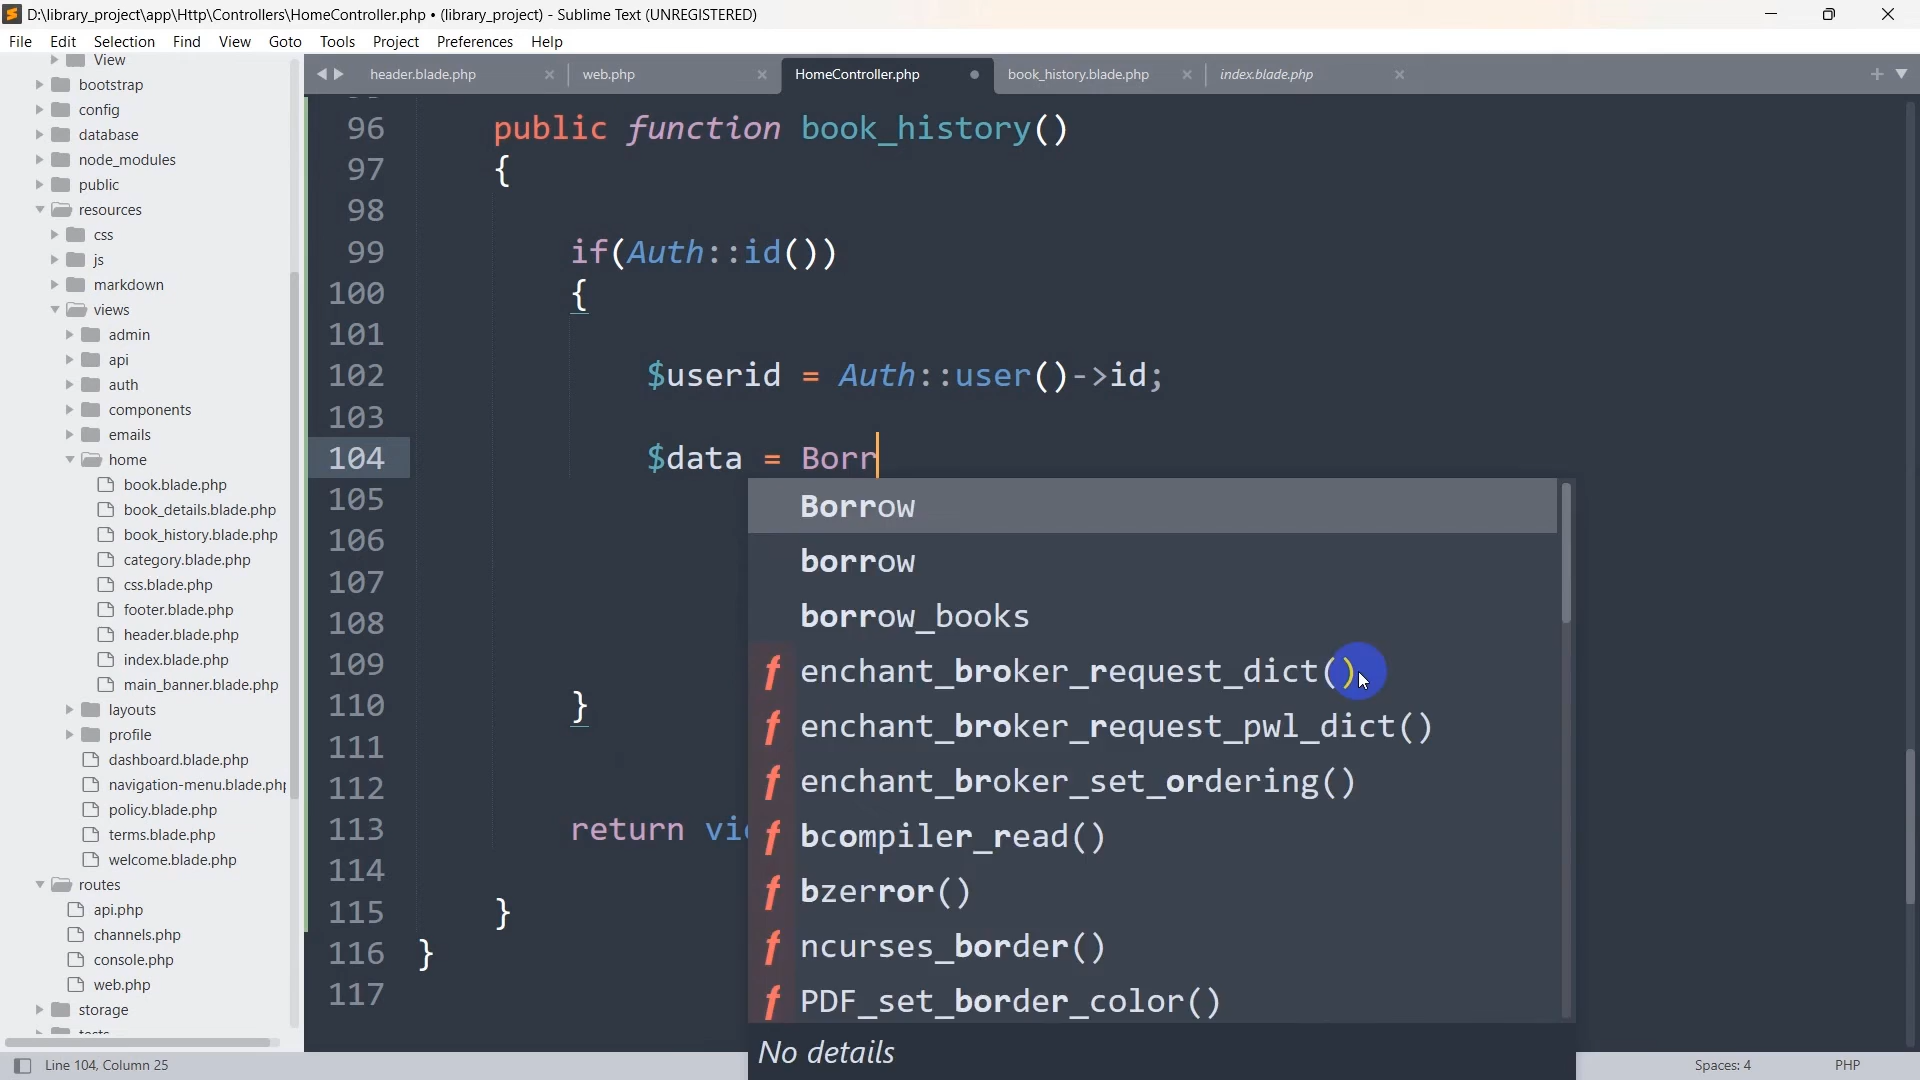 D:\library_project\app\Http\Controllers\HomeController.php • (library_project) - Sublime Text (UNREGISTERED)
File Edit Selection Find View Goto Tools Project Preferences Help
View
bootstrap
config
database
node_modules
public
resources
css
js
markdown
views
admin
api
auth
components
emails
home
book.blade.php
book_details.blade.php
book_history.blade.php
category.blade.php
css.blade.php
footer.blade.php
header.blade.php
index.blade.php
main_banner.blade.php
layouts
profile
dashboard.blade.php
navigation-menu.blade.php
policy.blade.php
terms.blade.php
welcome.blade.php
routes
api.php
channels.php
console.php
web.php
storage
header.blade.php web.php HomeController.php book_history.blade.php index.blade.php
96 public function book_history()
97 {
98
99 if(Auth::id())
100 {
101
102 $userid = Auth::user()->id;
103
104 $data = Borr
105
106
107
108
109
110 }
111
112
113 return vie
114
115 }
116 }
117
Borrow
borrow
borrow_books
f enchant_broker_request_dict()
f enchant_broker_request_pwl_dict()
f enchant_broker_set_ordering()
f bcompiler_read()
f bzerror()
f ncurses_border()
f PDF_set_border_color()
No details
Line 104, Column 25
Spaces: 4 PHP